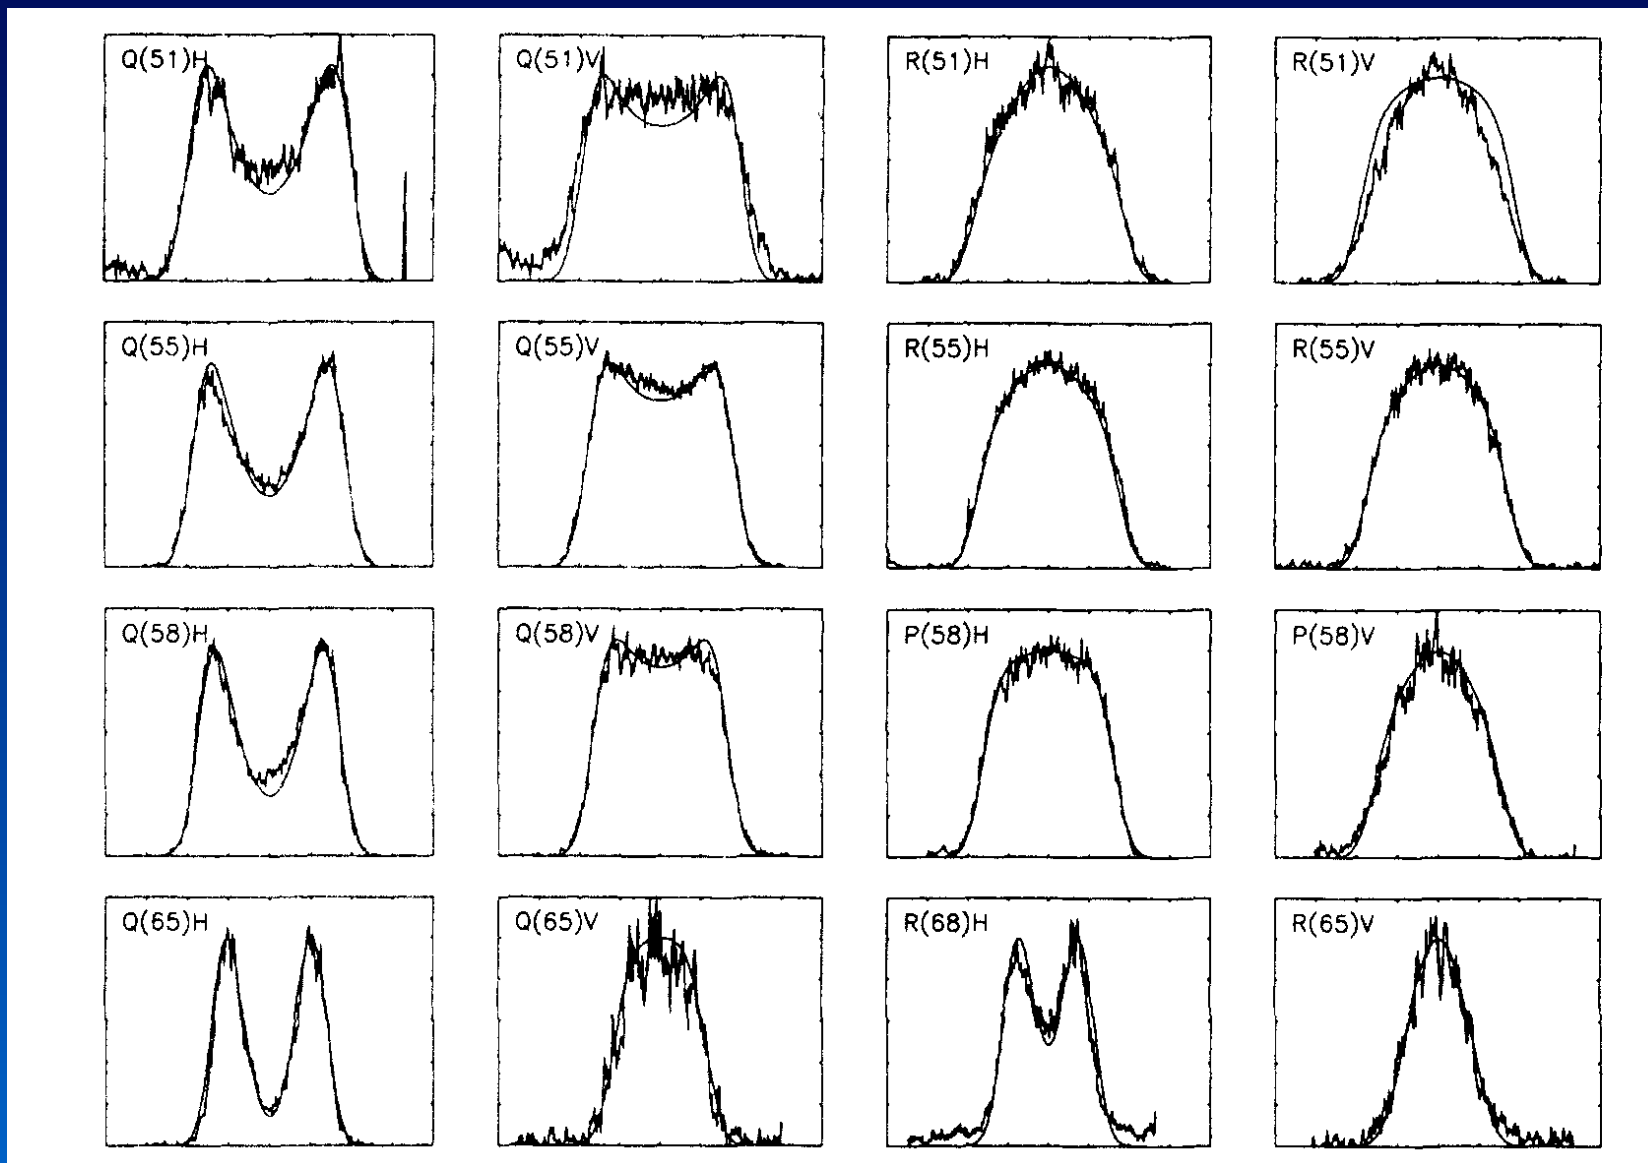 Q(51)H Q(51)V R(51)H R(51)V
Q(55)H Q(55)V R(55)H R(55)V
Q(58)H Q(58)V P(58)H P(58)V
Q(65)H Q(65)V R(68)H R(65)V